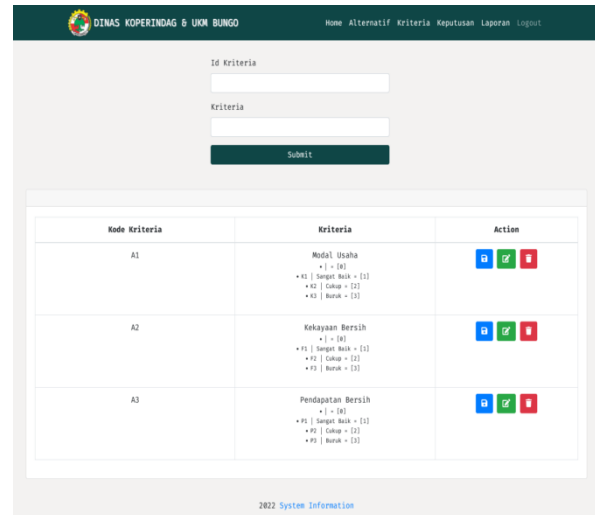 DINAS KOPERINDAG & UKM BUNGO
Home Alternatif Kriteria Keputusan Laporan Logout
Id Kriteria
Kriteria
Submit
Kode Kriteria Kriteria Action
A1 Modal Usaha
• | = [0]
• K1 | Sangat Baik = [1]
• K2 | Cukup = [2]
• K3 | Buruk = [3]
A2 Kekayaan Bersih
• | = [0]
• F1 | Sangat Baik = [1]
• F2 | Cukup = [2]
• F3 | Buruk = [3]
A3 Pendapatan Bersih
• | = [0]
• P1 | Sangat Baik = [1]
• P2 | Cukup = [2]
• P3 | Buruk = [3]
2022 System Information